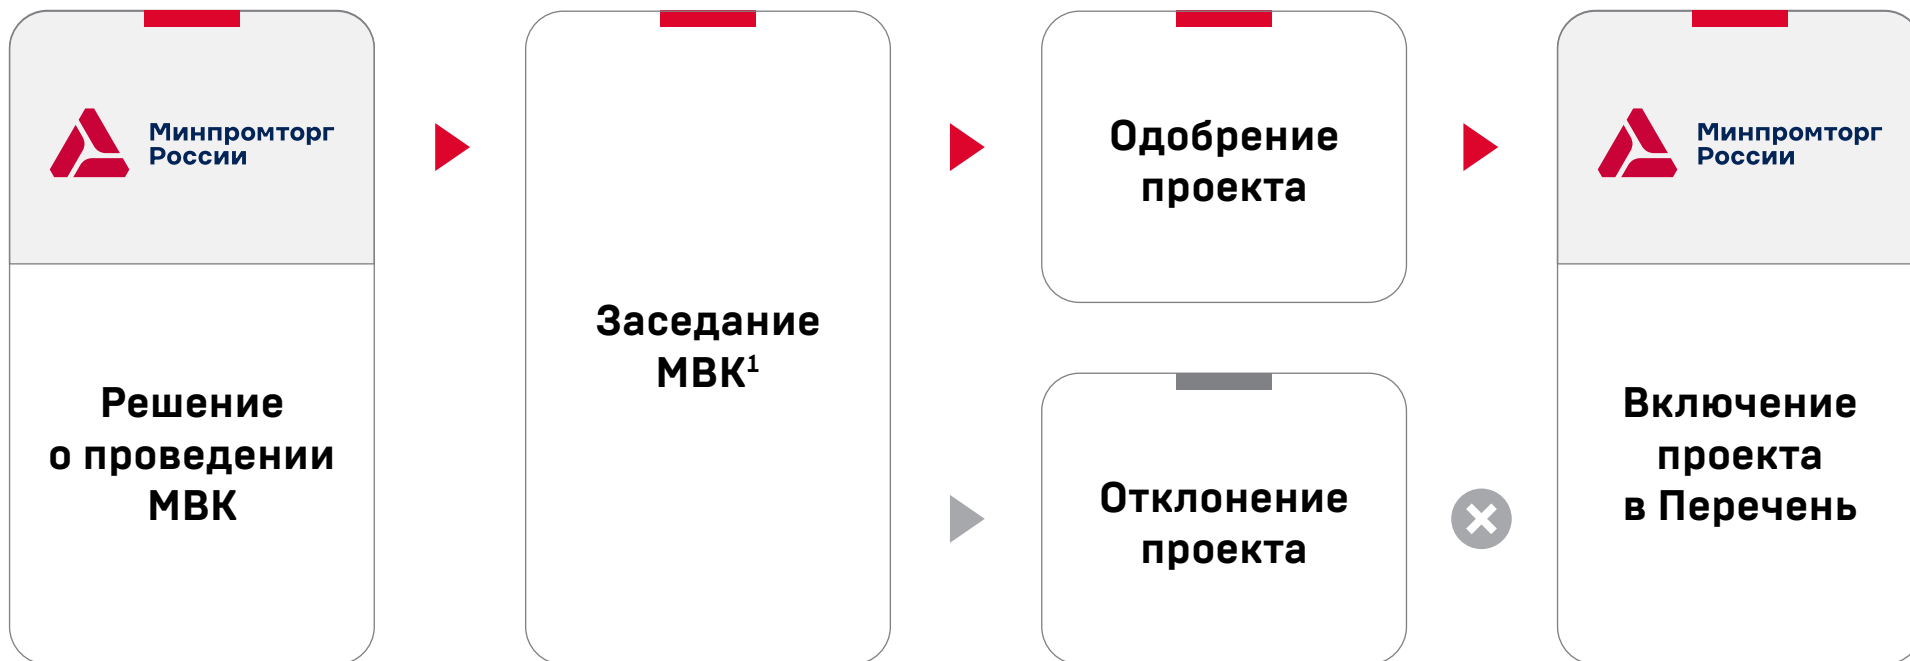 Минпромторг
России
Решение
о проведении
МВК
Заседание
МВК¹
Одобрение
проекта
Отклонение
проекта
Минпромторг
России
Включение
проекта
в Перечень